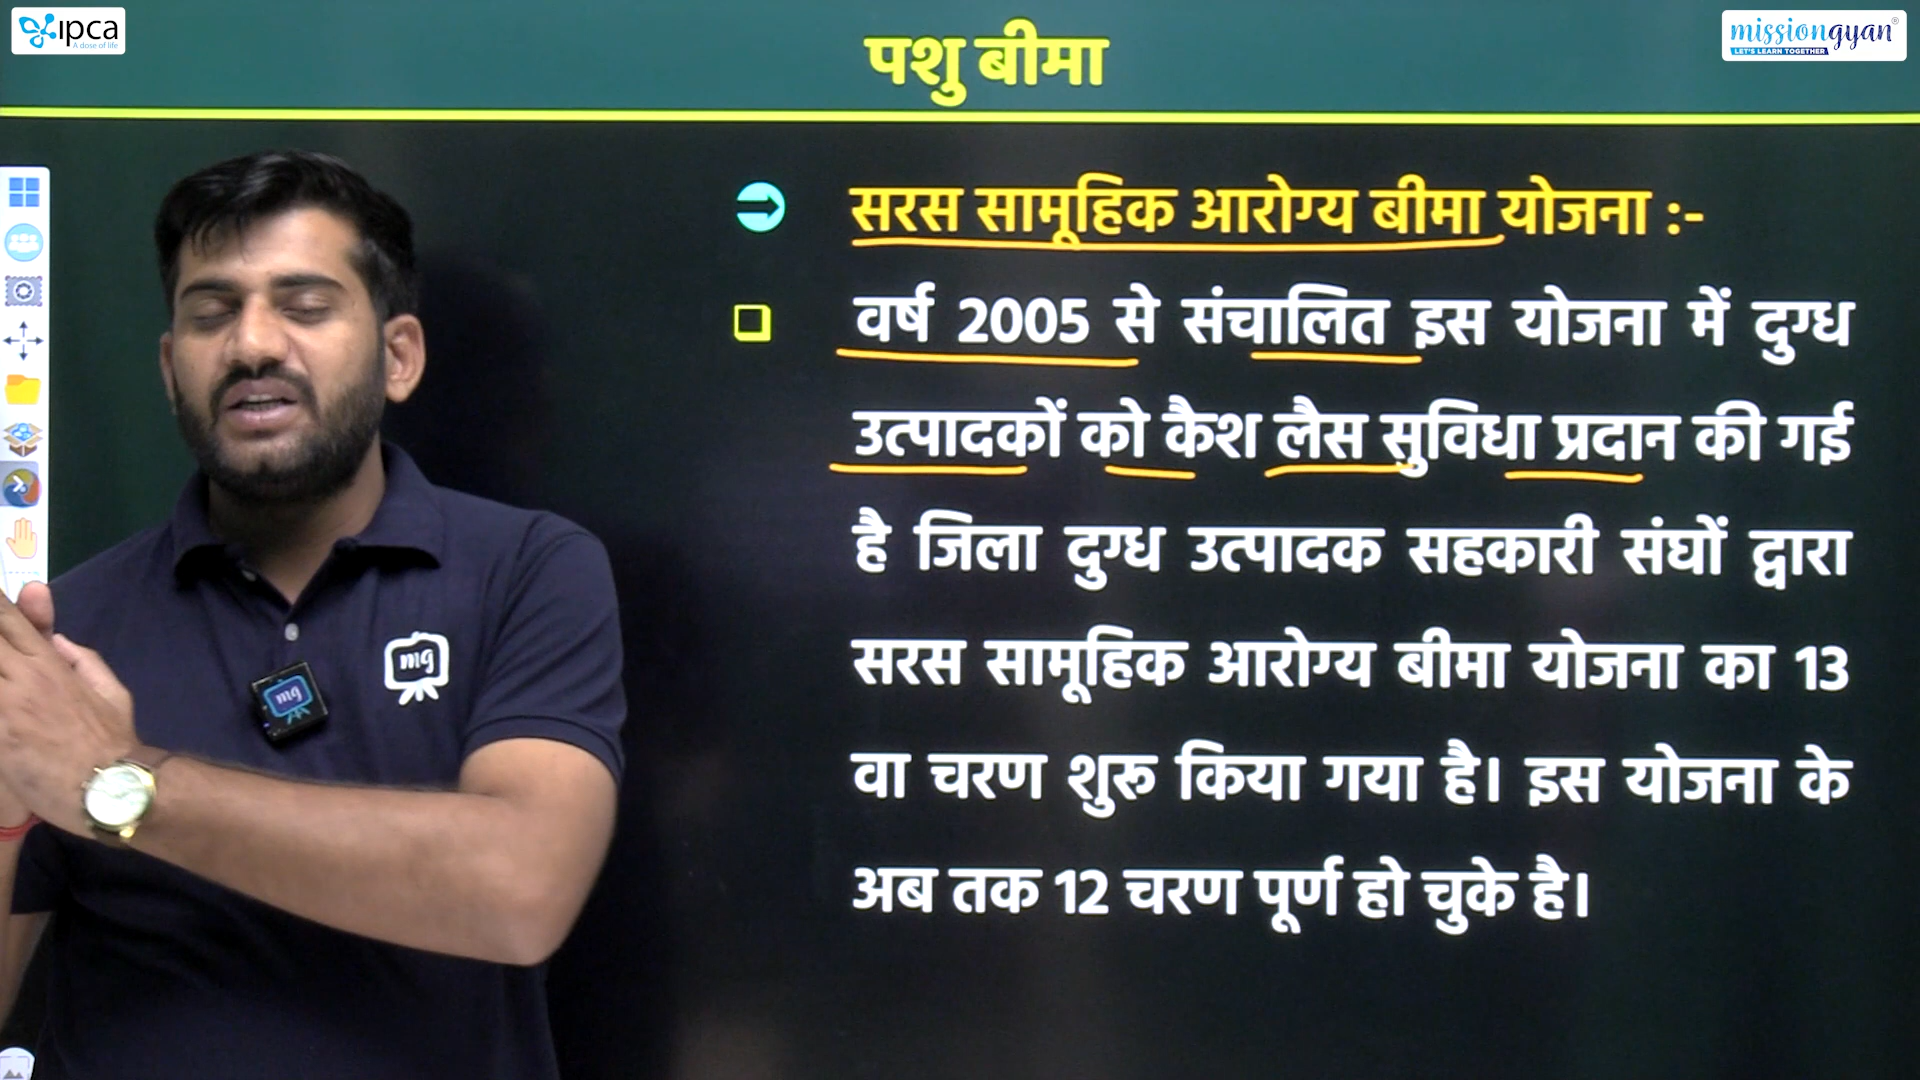 ipca
A dose of life
पशु बीमा
missiongyan®
LET'S LEARN TOGETHER
सरस सामूहिक आरोग्य बीमा योजना :-
वर्ष 2005 से संचालित इस योजना में दुग्ध
उत्पादकों को कैश लैस सुविधा प्रदान की गई
है जिला दुग्ध उत्पादक सहकारी संघों द्वारा
सरस सामूहिक आरोग्य बीमा योजना का 13
वा चरण शुरू किया गया है। इस योजना के
अब तक 12 चरण पूर्ण हो चुके है।
mg
mg